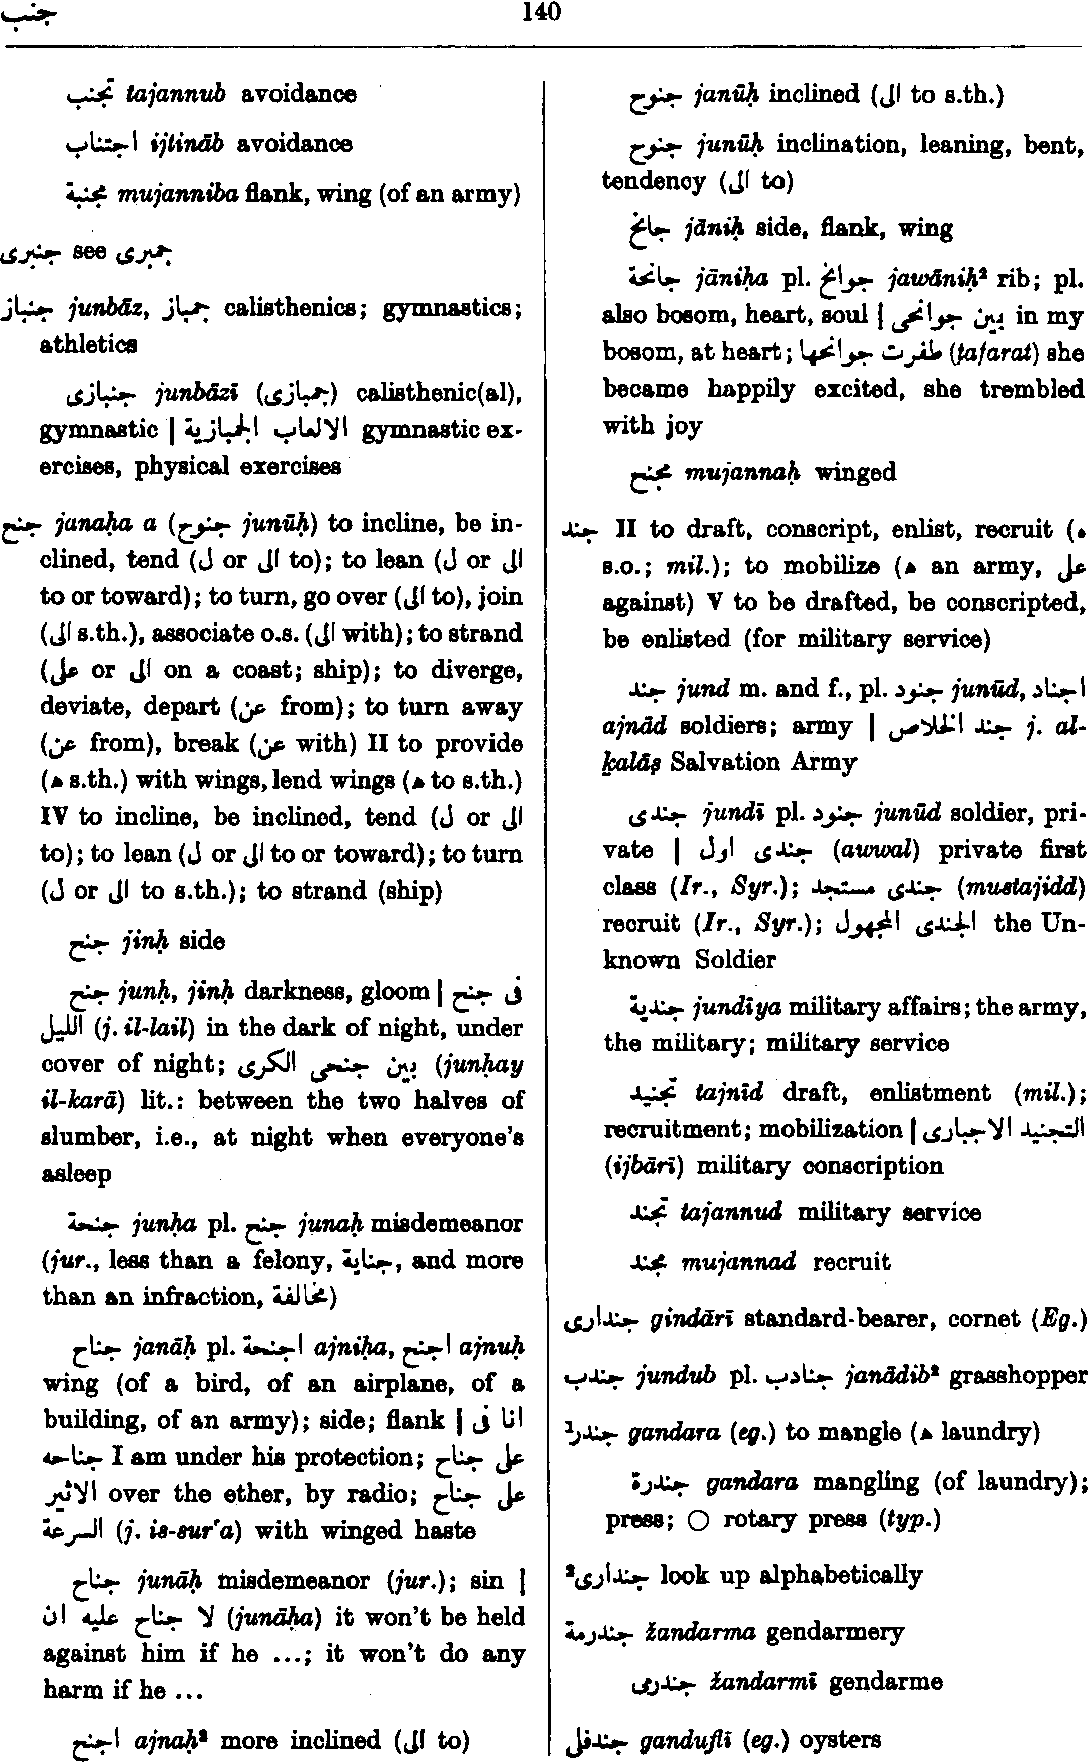 جنب
140
تجنب tajannub avoidance
اجتناب ijtināb avoidance
مجنبة mujanniba flank, wing (of an army)
جنبرى see جمبرى
جنباز junbāz, جمباز calisthenics; gymnastics;
athletics
جنبازى junbāzī (جمبازى) calisthenic(al),
gymnastic | الالعاب الجمبازية gymnastic ex-
ercises, physical exercises
جنح janaḥa a (جنوح junūḥ) to incline, be in-
clined, tend (ل or الى to); to lean (ل or الى
to or toward); to turn, go over (الى to), join
(الى s.th.), associate o.s. (الى with); to strand
(على or الى on a coast; ship); to diverge,
deviate, depart (عن from); to turn away
(عن from), break (عن with) II to provide
(ه s.th.) with wings, lend wings (ه to s.th.)
IV to incline, be inclined, tend (ل or الى
to); to lean (ل or الى to or toward); to turn
(ل or الى to s.th.); to strand (ship)
جنح jinḥ side
جنح junḥ, jinḥ darkness, gloom | فى جنح
الليل (j. il-lail) in the dark of night, under
cover of night; بين جنحى الكرى (junḥay
il-karā) lit.: between the two halves of
slumber, i.e., at night when everyone's
asleep
جنحة junḥa pl. جنح junaḥ misdemeanor
(jur., less than a felony, جناية, and more
than an infraction, مخالفة)
جناح janāḥ pl. اجنحة ajniḥa, اجنح ajnuḥ
wing (of a bird, of an airplane, of a
building, of an army); side; flank | انا فى
جناحه I am under his protection; على جناح
الاثير over the ether, by radio; على جناح
السرعة (j. is-sur'a) with winged haste
جناح junāḥ misdemeanor (jur.); sin |
لا جناح عليه ان (junāḥa) it won't be held
against him if he ...; it won't do any
harm if he ...
اجنح ajnaḥ² more inclined (الى to)
جنوح janūḥ inclined (الى to s.th.)
جنوح junūḥ inclination, leaning, bent,
tendency (الى to)
جانح jāniḥ side, flank, wing
جانحة jāniḥa pl. جوانح jawāniḥ² rib; pl.
also bosom, heart, soul | بين جوانحى in my
bosom, at heart; طفرت جوانحها (ṭafarat) she
became happily excited, she trembled
with joy
مجنح mujannaḥ winged
جند II to draft, conscript, enlist, recruit (ه
s.o.; mil.); to mobilize (ه an army, على
against) V to be drafted, be conscripted,
be enlisted (for military service)
جند jund m. and f., pl. جنود junūd, اجناد
ajnād soldiers; army | جند الخلاص j. al-
ḵalāṣ Salvation Army
جندى jundī pl. جنود junūd soldier, pri-
vate | جندى اول (awwal) private first
class (Ir., Syr.); جندى مستجد (mustajidd)
recruit (Ir., Syr.); الجندى المجهول the Un-
known Soldier
جندية jundīya military affairs; the army,
the military; military service
تجنيد tajnīd draft, enlistment (mil.);
recruitment; mobilization | التجنيد الاجبارى
(ijbārī) military conscription
تجند tajannud military service
مجند mujannad recruit
جندارى gindārī standard-bearer, cornet (Eg.)
جندب jundub pl. جنادب janādib² grasshopper
جندر¹ gandara (eg.) to mangle (ه laundry)
جندرة gandara mangling (of laundry);
press; ○ rotary press (typ.)
جندارى² look up alphabetically
جندرمة žandarma gendarmery
جندرمى žandarmī gendarme
جندفلى ganduflī (eg.) oysters